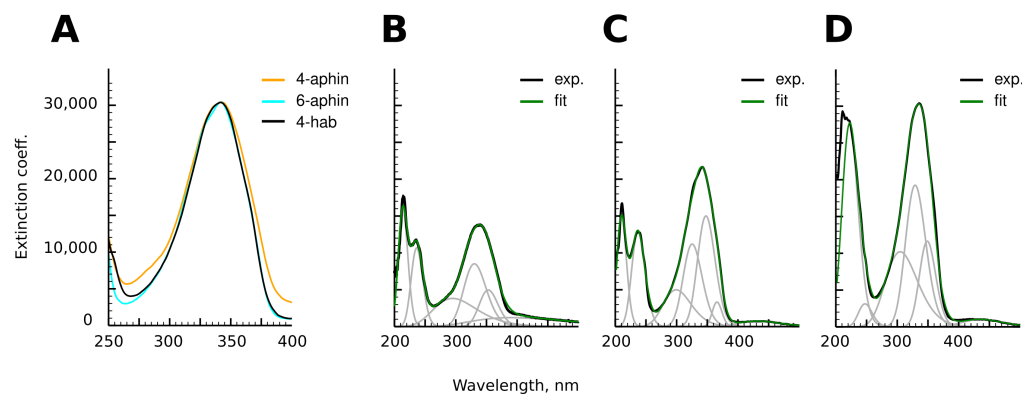 A
B
C
D
4-aphin
6-aphin
4-hab
exp.
fit
exp.
fit
exp.
fit
Extinction coeff.
30,000
20,000
10,000
0
250 300 350 400
200 300 400
200 300 400
200 300 400
Wavelength, nm